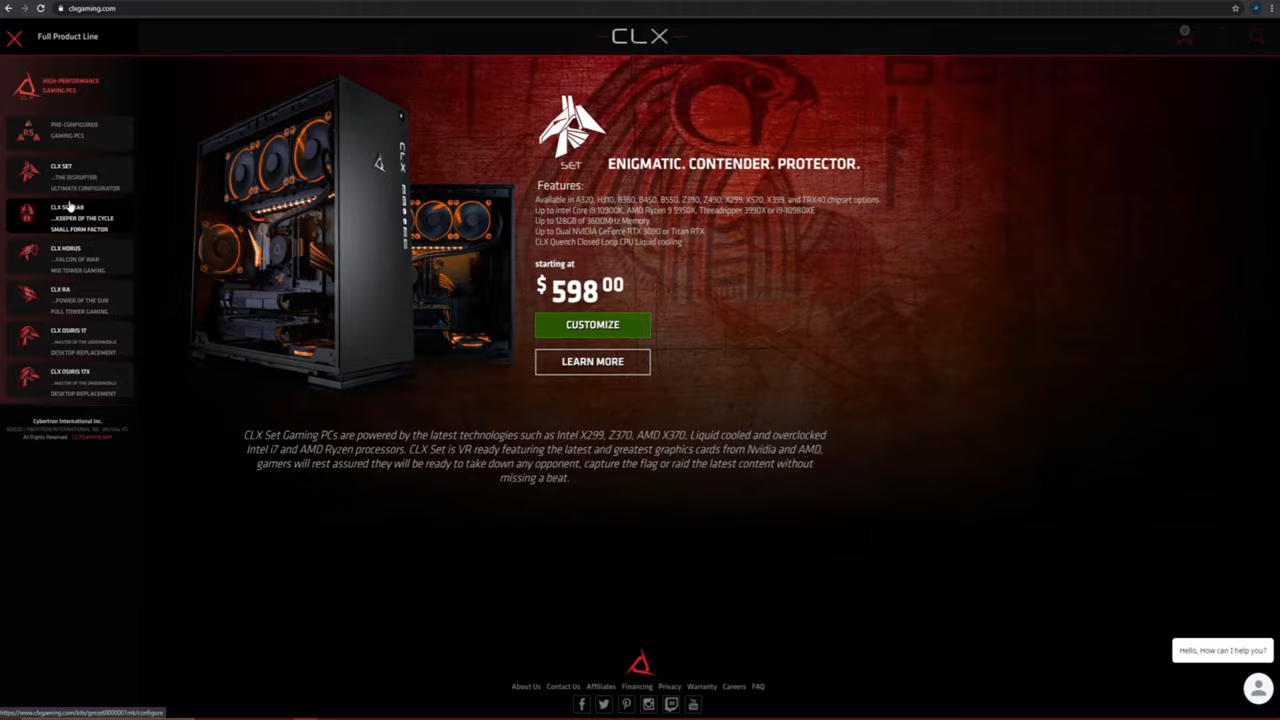 clxgaming.com
Full Product Line
CLX
0
HIGH-PERFORMANCE
GAMING PCS
CLX
RS
PRE-CONFIGURED
GAMING PCS
CLX SET
...THE DISRUPTER
ULTIMATE CONFIGURATOR
CLX SCARAB
...KEEPER OF THE CYCLE
SMALL FORM FACTOR
CLX HORUS
...FALCON OF WAR
MID TOWER GAMING
CLX RA
...POWER OF THE SUN
FULL TOWER GAMING
CLX OSIRIS 17
...MASTER OF THE UNDERWORLD
DESKTOP REPLACEMENT
CLX OSIRIS 17X
...MASTER OF THE UNDERWORLD
DESKTOP REPLACEMENT
Cybertron International Inc.
©2020 CYBERTRON INTERNATIONAL INC. Wichita, KS
All Rights Reserved CLXGaming.com
CLX
SET
ENIGMATIC. CONTENDER. PROTECTOR.
Features:
Available in A320, H310, B360, B450, B550, Z390, Z490, X299, X570, X399, and TRX40 chipset options.
Up to Intel Core i9 10900K, AMD Ryzen 9 5950X, Threadripper 3990X or i9-10980XE
Up to 128GB of 3600MHz Memory
Up to Dual NVIDIA GeForce RTX 3090 or Titan RTX
CLX Quench Closed Loop CPU Liquid cooling
starting at
$ 598 00
CUSTOMIZE
LEARN MORE
CLX Set Gaming PCs are powered by the latest technologies such as Intel X299, Z370, AMD X370, Liquid cooled and overclocked
Intel i7 and AMD Ryzen processors. CLX Set is VR ready featuring the latest and greatest graphics cards from Nvidia and AMD,
gamers will rest assured they will be ready to take down any opponent, capture the flag or raid the latest content without
missing a beat.
Hello, How can I help you?
About Us Contact Us Affiliates Financing Privacy Warranty Careers FAQ
https://www.clxgaming.com/kits/gmset0000001mk/configure